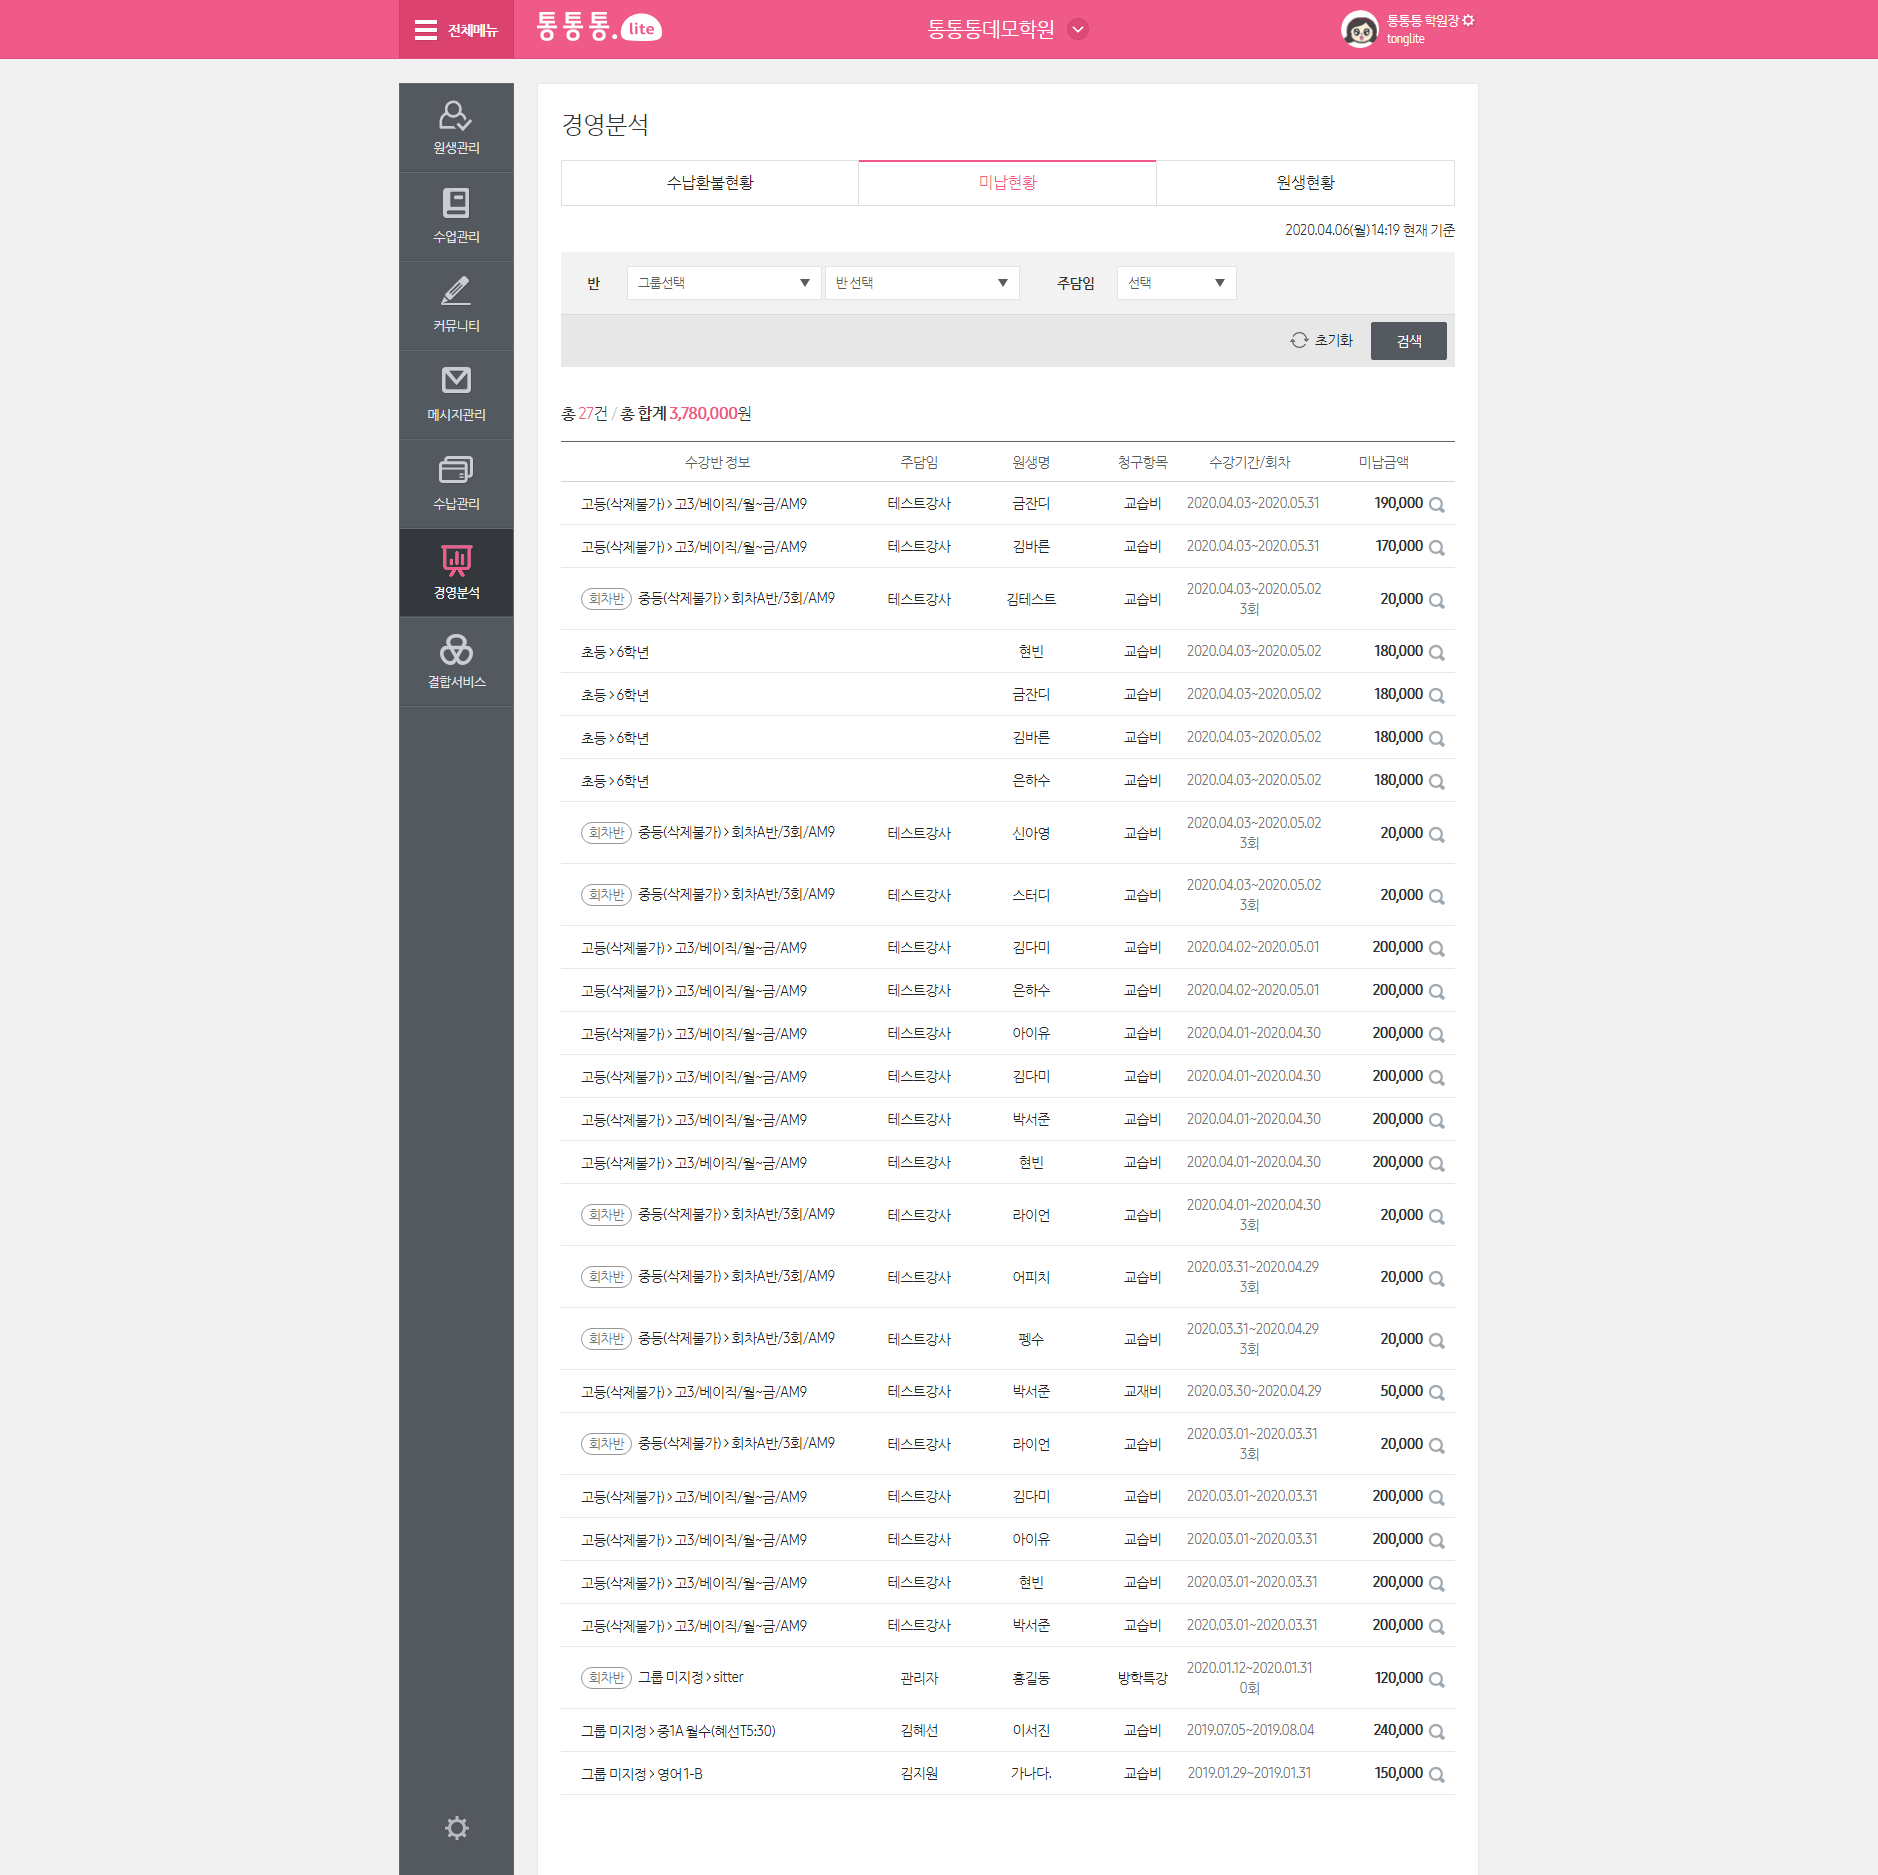 전체메뉴
통통통.lite
통통통데모학원
통통통 학원장
tonglite
원생관리
수업관리
커뮤니티
메시지관리
수납관리
경영분석
결합서비스
경영분석
수납환불현황 미납현황 원생현황
2020.04.06(월) 14:19 현재 기준
반 그룹선택 반 선택 주담임 선택
초기화 검색
총 27건 / 총 합계 3,780,000원
수강반 정보 주담임 원생명 청구항목 수강기간/회차 미납금액
고등(삭제불가) > 고3/베이직/월~금/AM9 테스트강사 금잔디 교습비 2020.04.03~2020.05.31 190,000
고등(삭제불가) > 고3/베이직/월~금/AM9 테스트강사 김바른 교습비 2020.04.03~2020.05.31 170,000
회차반 중등(삭제불가) > 회차A반/3회/AM9 테스트강사 김테스트 교습비 2020.04.03~2020.05.02 20,000
3회
초등 > 6학년 현빈 교습비 2020.04.03~2020.05.02 180,000
초등 > 6학년 금잔디 교습비 2020.04.03~2020.05.02 180,000
초등 > 6학년 김바른 교습비 2020.04.03~2020.05.02 180,000
초등 > 6학년 은하수 교습비 2020.04.03~2020.05.02 180,000
회차반 중등(삭제불가) > 회차A반/3회/AM9 테스트강사 신아영 교습비 2020.04.03~2020.05.02 20,000
3회
회차반 중등(삭제불가) > 회차A반/3회/AM9 테스트강사 스터디 교습비 2020.04.03~2020.05.02 20,000
3회
고등(삭제불가) > 고3/베이직/월~금/AM9 테스트강사 김다미 교습비 2020.04.02~2020.05.01 200,000
고등(삭제불가) > 고3/베이직/월~금/AM9 테스트강사 은하수 교습비 2020.04.02~2020.05.01 200,000
고등(삭제불가) > 고3/베이직/월~금/AM9 테스트강사 아이유 교습비 2020.04.01~2020.04.30 200,000
고등(삭제불가) > 고3/베이직/월~금/AM9 테스트강사 김다미 교습비 2020.04.01~2020.04.30 200,000
고등(삭제불가) > 고3/베이직/월~금/AM9 테스트강사 박서준 교습비 2020.04.01~2020.04.30 200,000
고등(삭제불가) > 고3/베이직/월~금/AM9 테스트강사 현빈 교습비 2020.04.01~2020.04.30 200,000
회차반 중등(삭제불가) > 회차A반/3회/AM9 테스트강사 라이언 교습비 2020.04.01~2020.04.30 20,000
3회
회차반 중등(삭제불가) > 회차A반/3회/AM9 테스트강사 어피치 교습비 2020.03.31~2020.04.29 20,000
3회
회차반 중등(삭제불가) > 회차A반/3회/AM9 테스트강사 펭수 교습비 2020.03.31~2020.04.29 20,000
3회
고등(삭제불가) > 고3/베이직/월~금/AM9 테스트강사 박서준 교재비 2020.03.30~2020.04.29 50,000
회차반 중등(삭제불가) > 회차A반/3회/AM9 테스트강사 라이언 교습비 2020.03.01~2020.03.31 20,000
3회
고등(삭제불가) > 고3/베이직/월~금/AM9 테스트강사 김다미 교습비 2020.03.01~2020.03.31 200,000
고등(삭제불가) > 고3/베이직/월~금/AM9 테스트강사 아이유 교습비 2020.03.01~2020.03.31 200,000
고등(삭제불가) > 고3/베이직/월~금/AM9 테스트강사 현빈 교습비 2020.03.01~2020.03.31 200,000
고등(삭제불가) > 고3/베이직/월~금/AM9 테스트강사 박서준 교습비 2020.03.01~2020.03.31 200,000
회차반 그룹 미지정 > sitter 관리자 홍길동 방학특강 2020.01.12~2020.01.31 120,000
0회
그룹 미지정 > 중1A 월수(혜선T5:30) 김혜선 이서진 교습비 2019.07.05~2019.08.04 240,000
그룹 미지정 > 영어1-B 김지원 가나다. 교습비 2019.01.29~2019.01.31 150,000